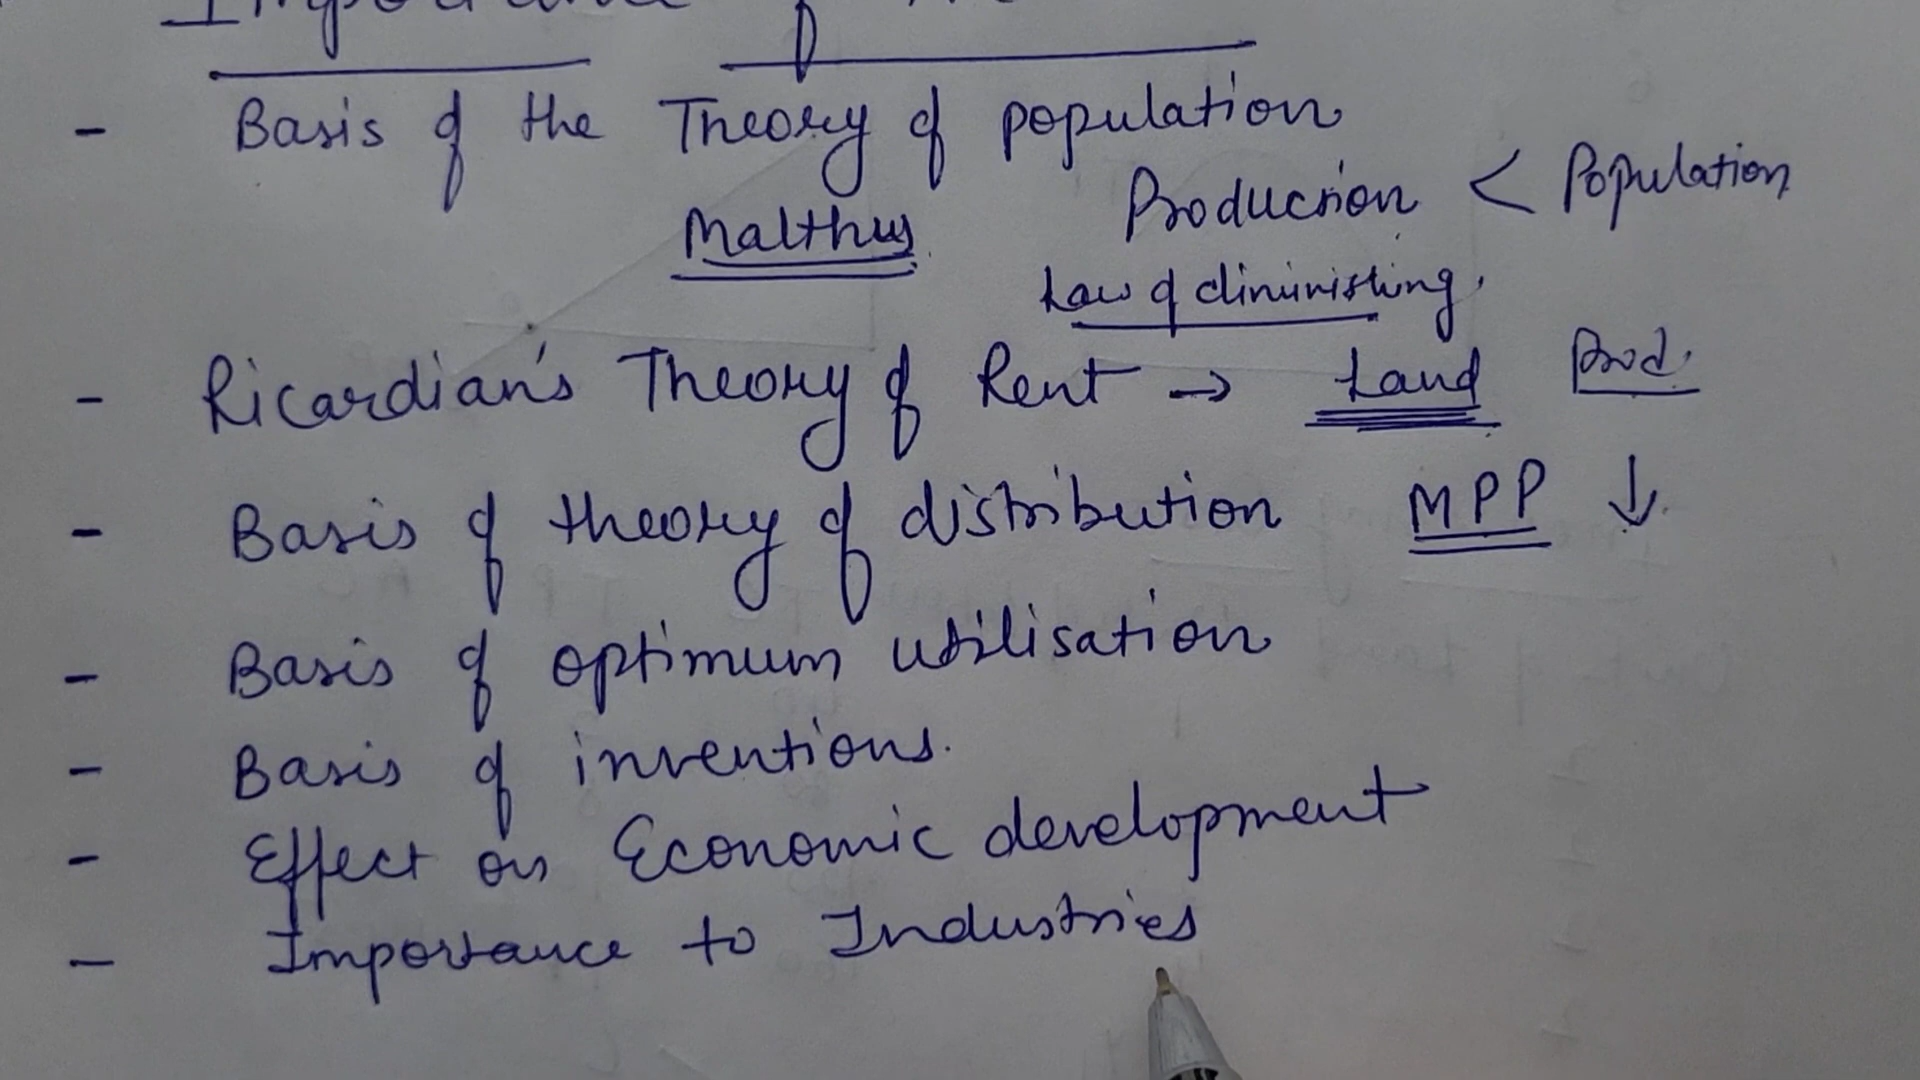 Importance of
- Basis of the Theory of population
Production < Population
Malthus
Law of diminishing.
- Ricardian's Theory of Rent → Land Prod.
- Basis of theory of distribution MPP ↓
- Basis of optimum utilisation
- Basis of inventions.
- Effect on Economic development
- Importance to Industries